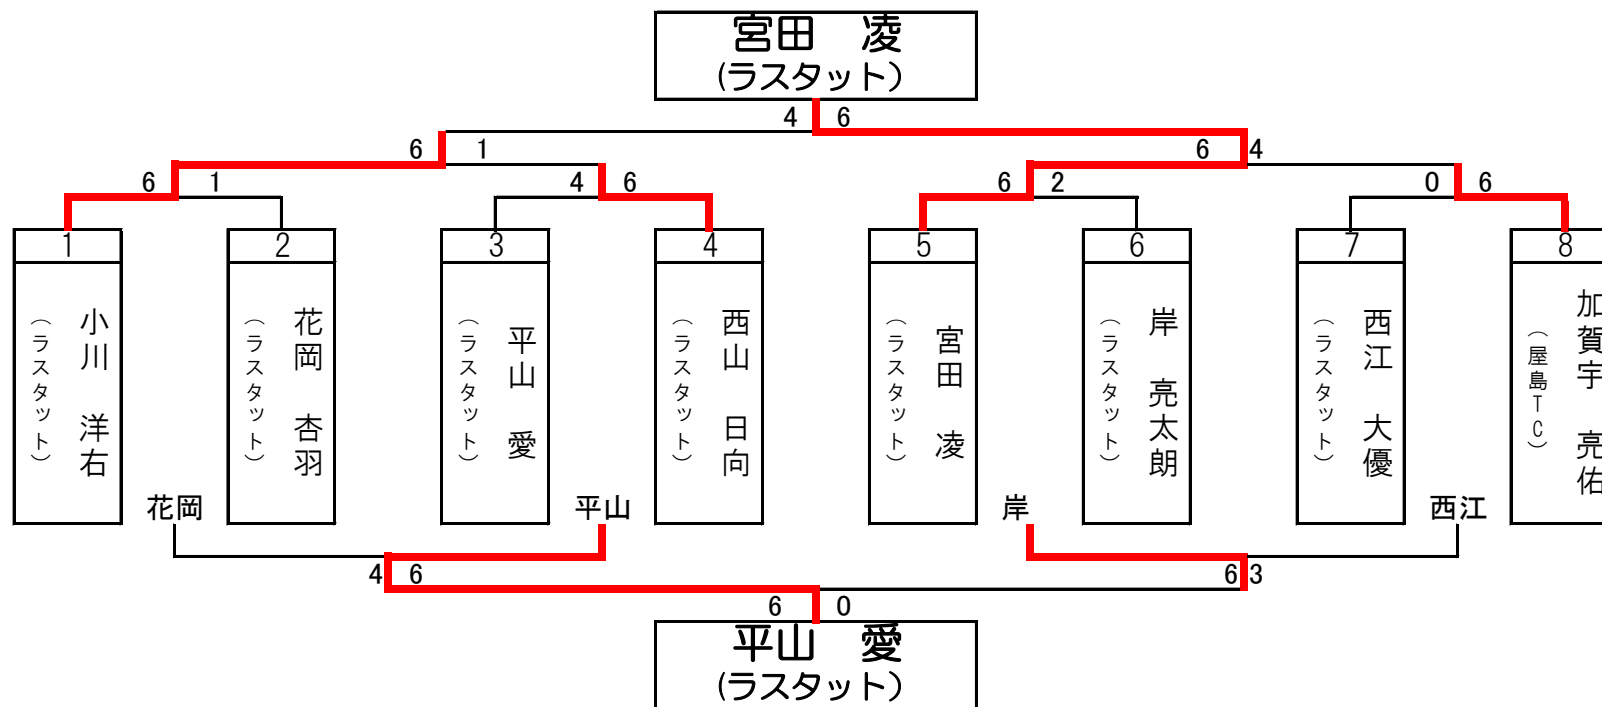 宮田　凌
(ラスタット)
4 6
6 1 6 4
6 1 4 6 6 2 0 6
1 2 3 4 5 6 7 8
小川　洋右
(ラスタット)
花岡　杏羽
(ラスタット)
平山　愛
(ラスタット)
西山　日向
(ラスタット)
宮田　凌
(ラスタット)
岸　亮太朗
(ラスタット)
西江　大優
(ラスタット)
加賀宇　亮佑
(屋島TC)
花岡 平山 岸 西江
4 6 6 3
6 0
平山　愛
(ラスタット)